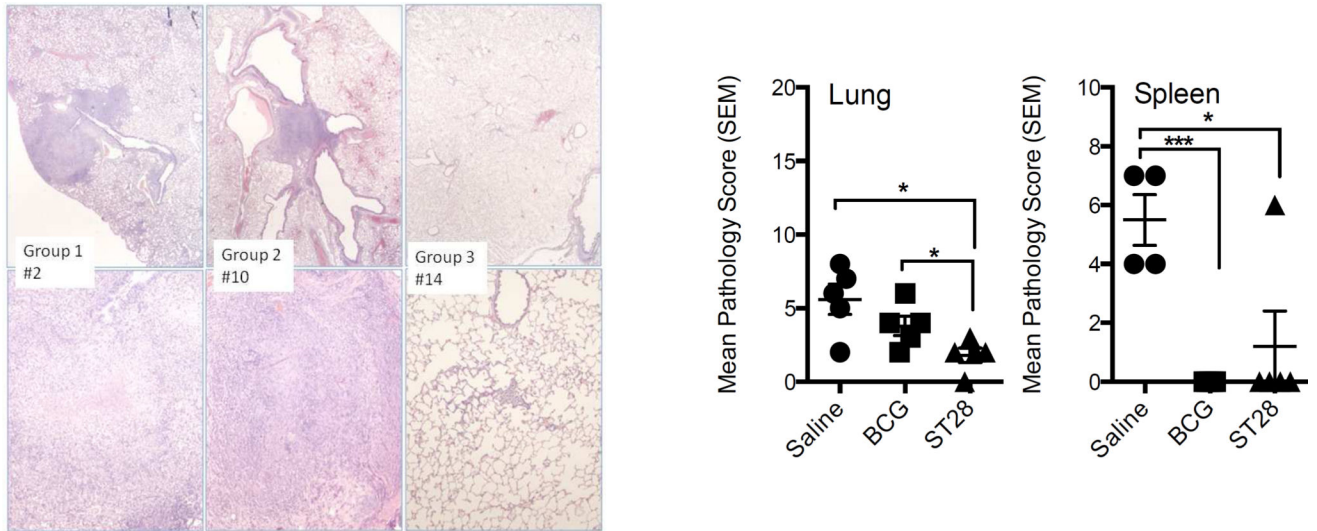 Group 1
#2
Group 2
#10
Group 3
#14
Mean Pathology Score (SEM)
20
15
10
5
0
Lung
*
*
Saline
BCG
ST28
Mean Pathology Score (SEM)
10
8
6
4
2
0
Spleen
*
***
Saline
BCG
ST28